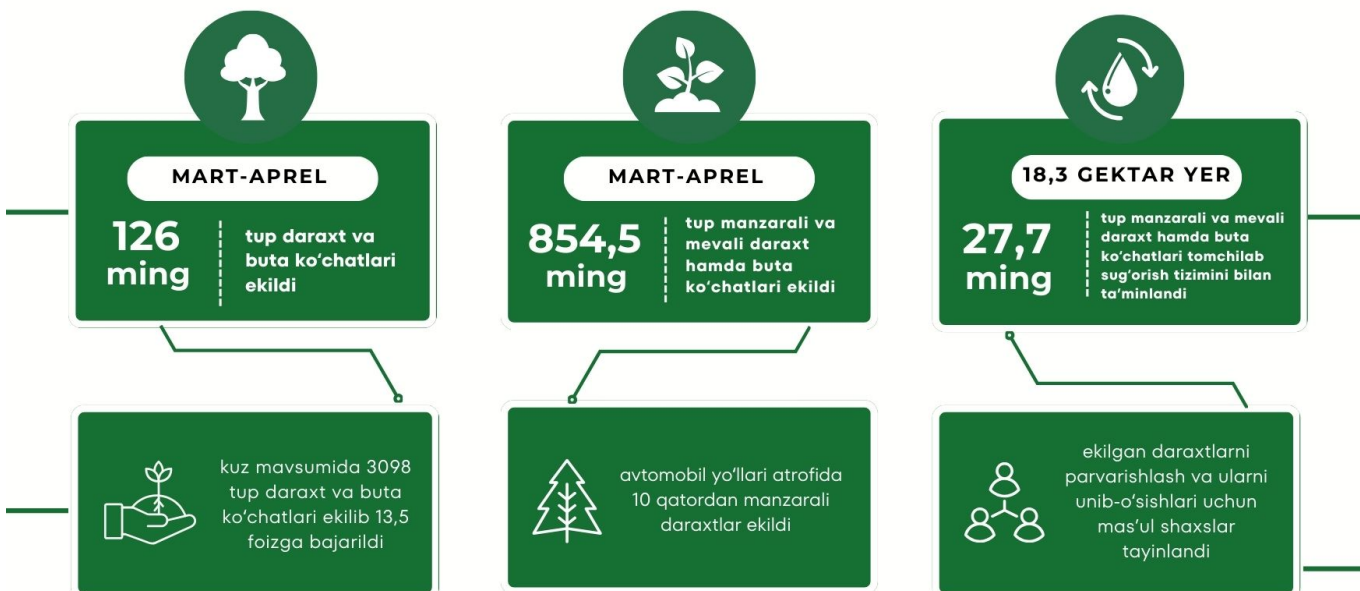 MART-APREL
126
ming
tup daraxt va
buta ko‘chatlari
ekildi
MART-APREL
854,5
ming
tup manzarali va
mevali daraxt
hamda buta
ko‘chatlari ekildi
18,3 GEKTAR YER
27,7
ming
tup manzarali va mevali
daraxt hamda buta
ko‘chatlari tomchilab
sug‘orish tizimini bilan
ta’minlandi
kuz mavsumida 3098
tup daraxt va buta
ko‘chatlari ekilib 13,5
foizga bajarildi
avtomobil yo‘llari atrofida
10 qatordan manzarali
daraxtlar ekildi
ekilgan daraxtlarni
parvarishlash va ularni
unib-o‘sishlari uchun
mas’ul shaxslar
tayinlandi